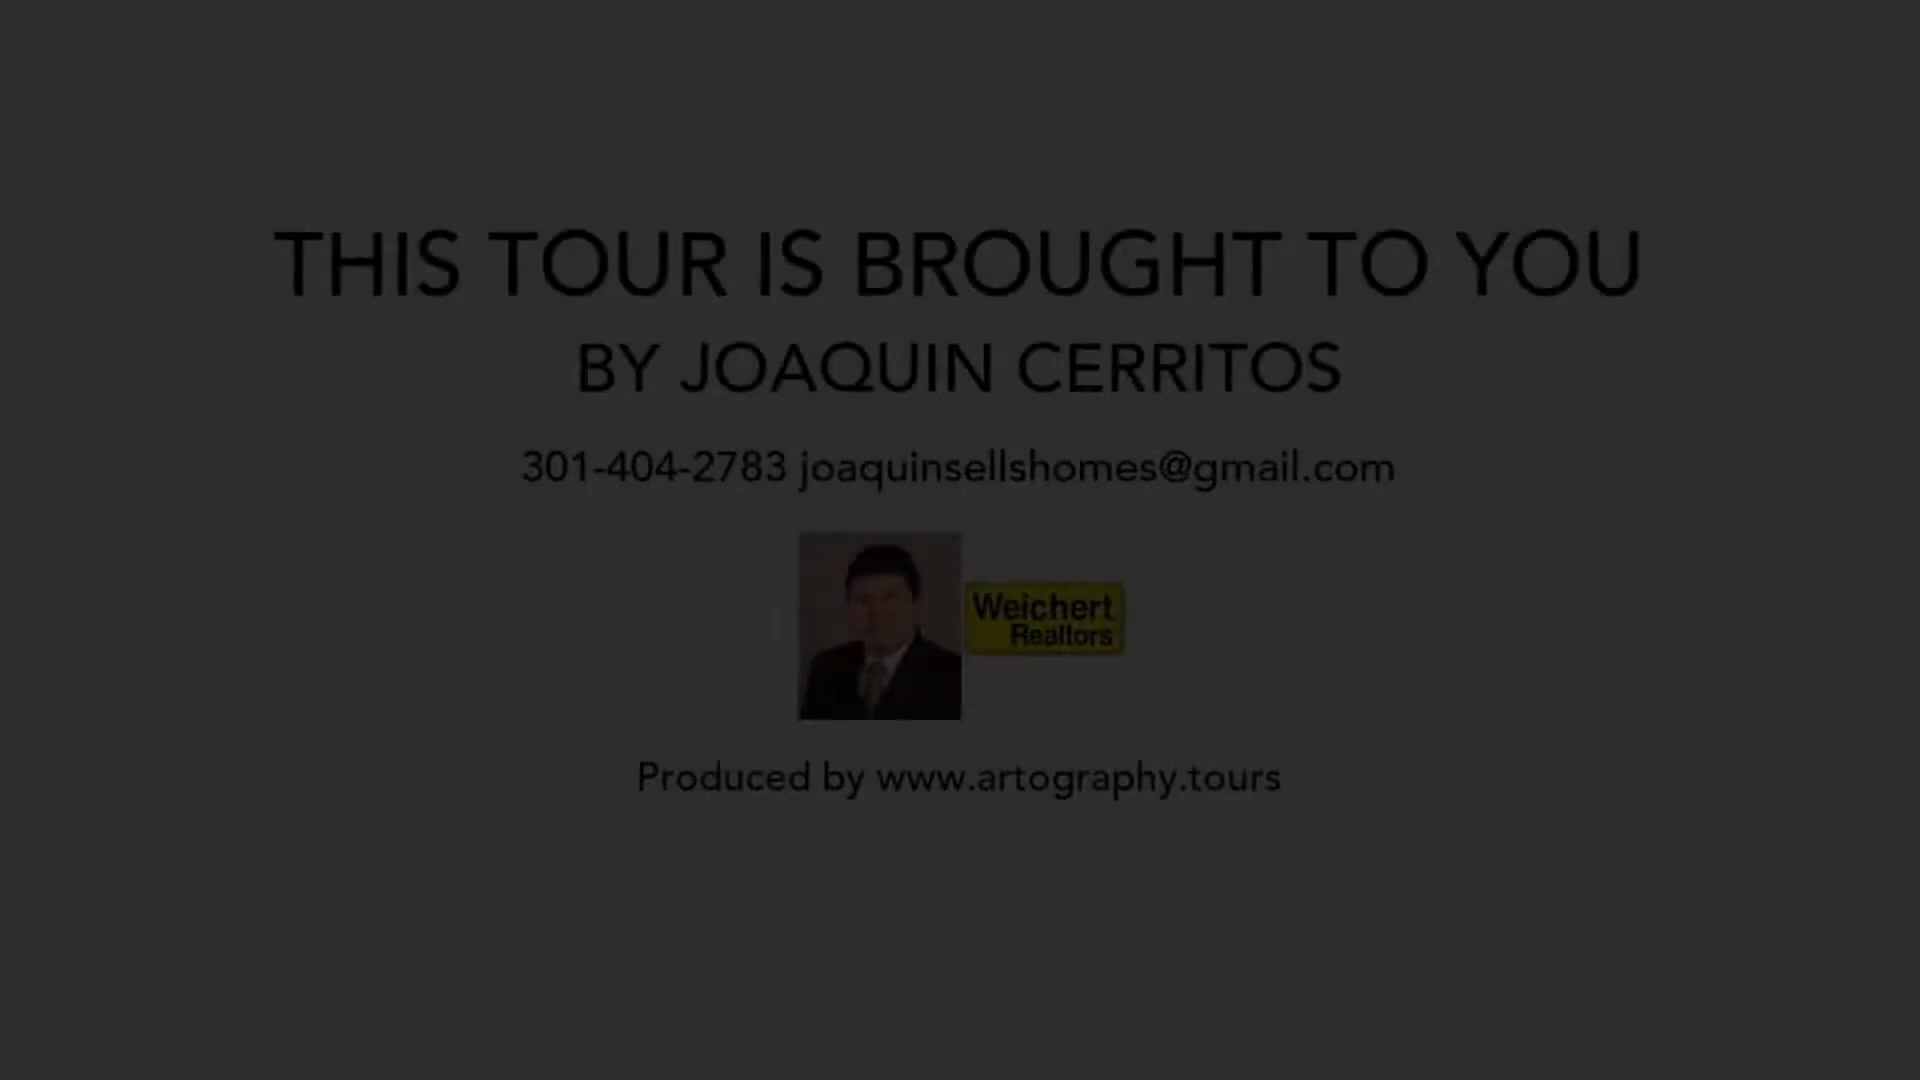 THIS TOUR IS BROUGHT TO YOU
BY JOAQUIN CERRITOS
301-404-2783 joaquinsellshomes@gmail.com
Weichert
Realtors
Produced by www.artography.tours